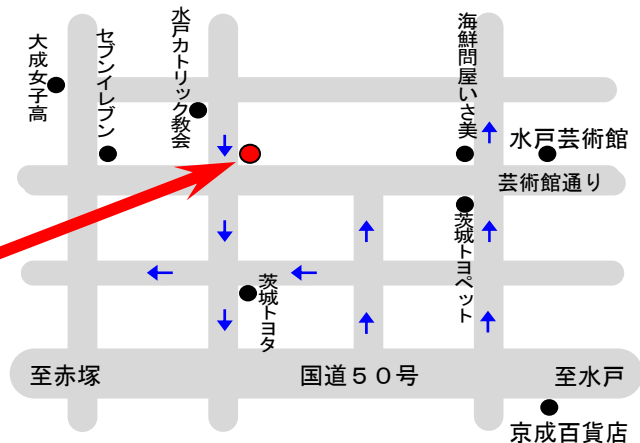 大成女子高
セブンイレブン
水戸カトリック教会
海鮮問屋いさ美
水戸芸術館
芸術館通り
茨城トヨペット
茨城トヨタ
至赤塚
国道５０号
至水戸
京成百貨店